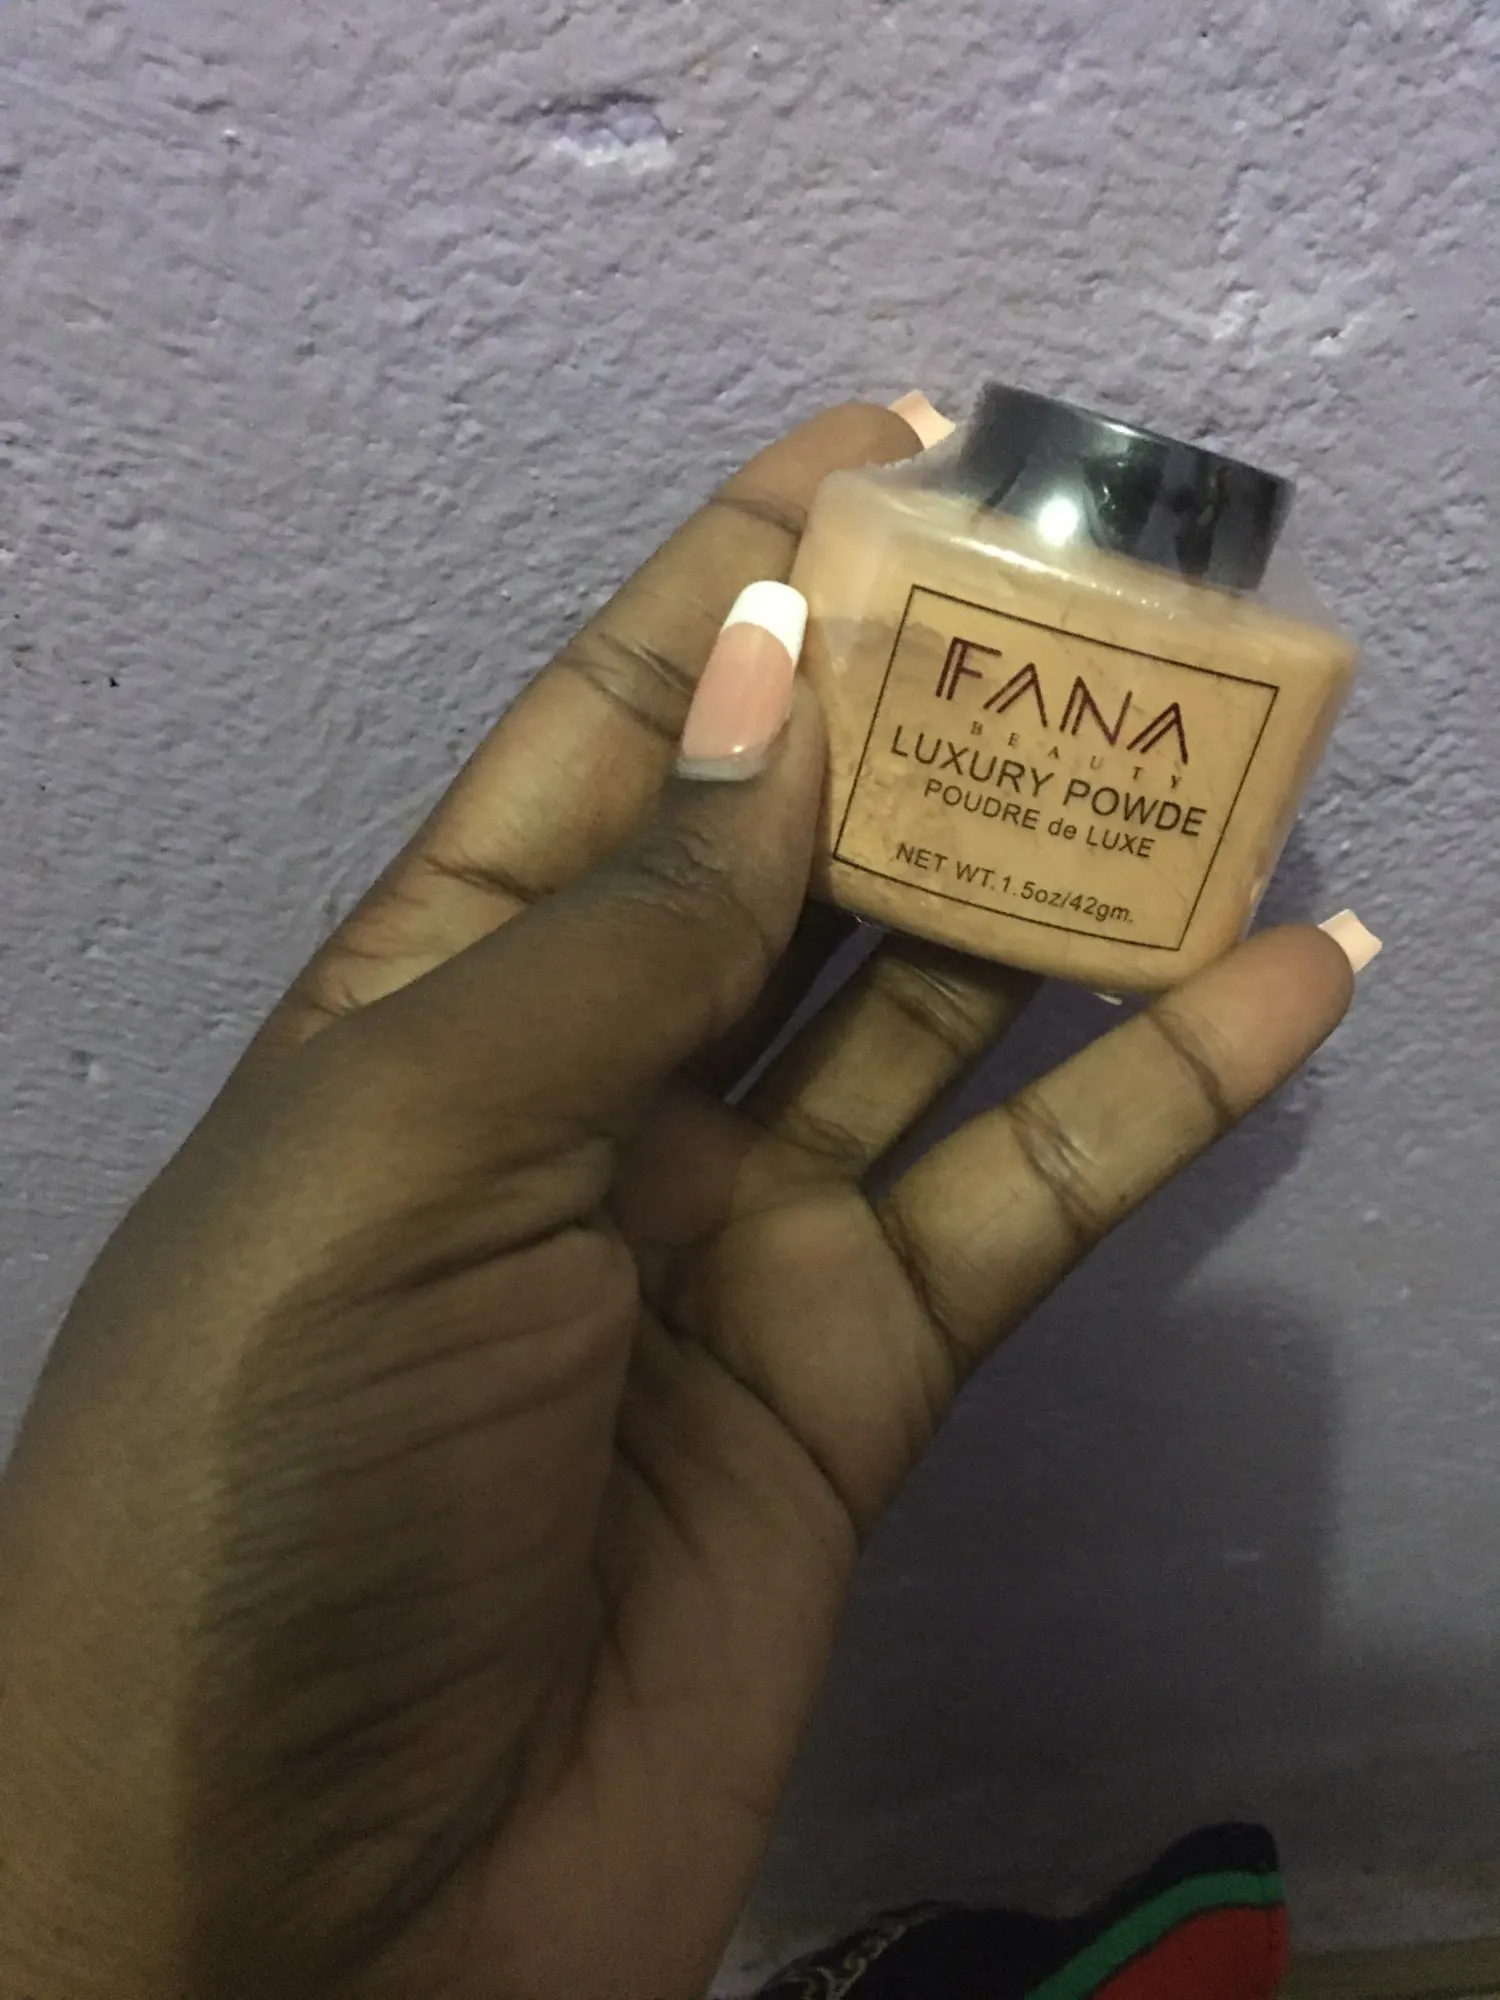 FANA
BEAUTY
LUXURY POWDE
POUDRE de LUXE
NET WT.1.5oz/42gm.